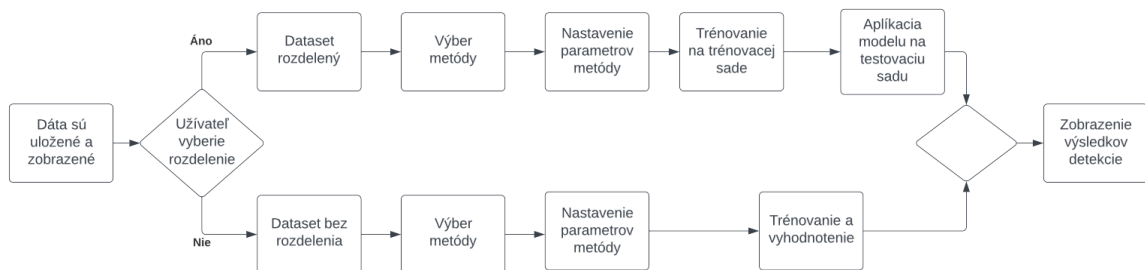 Dáta sú
uložené a
zobrazené
Užívateľ
vyberie
rozdelenie
Áno
Dataset
rozdelený
Výber
metódy
Nastavenie
parametrov
metódy
Trénovanie
na trénovacej
sade
Aplíkacia
modelu na
testovaciu
sadu
Nie
Dataset bez
rozdelenia
Výber
metódy
Nastavenie
parametrov
metódy
Trénovanie a
vyhodnotenie
Zobrazenie
výsledkov
detekcie